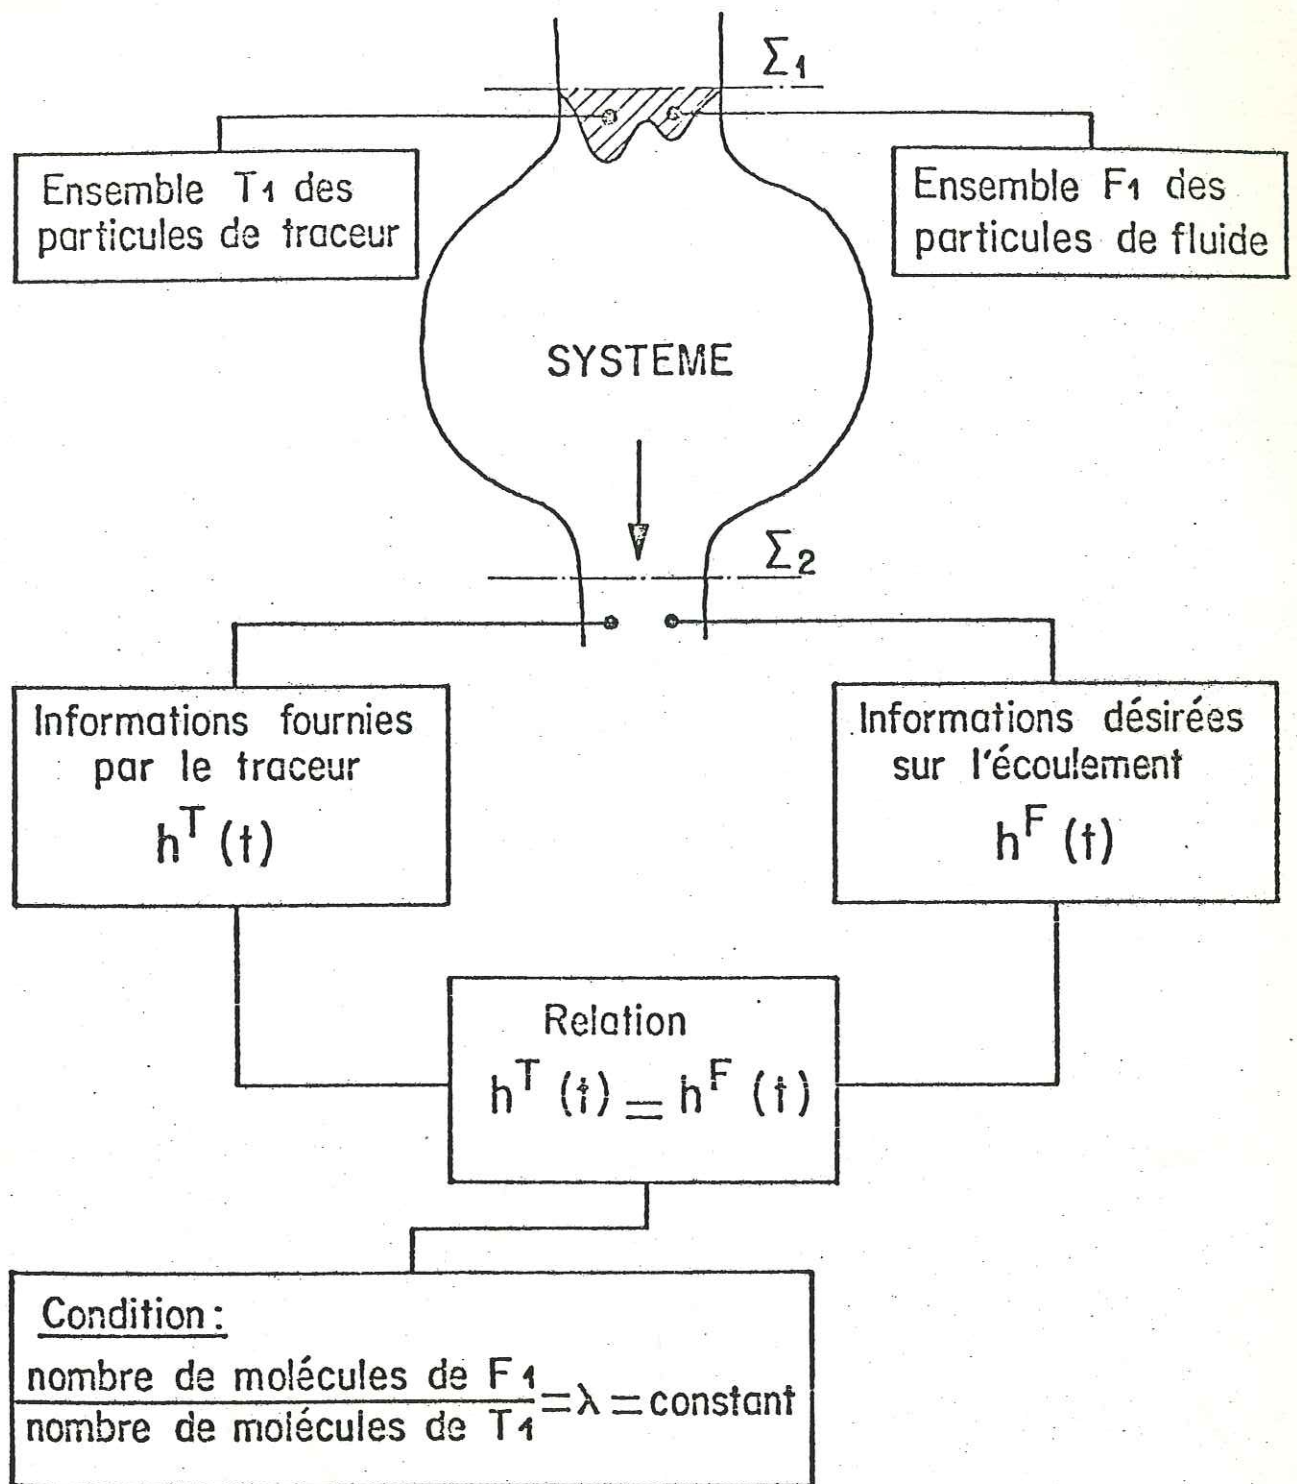 Σ1
Ensemble T1 des
particules de traceur
Ensemble F1 des
particules de fluide
SYSTEME
Σ2
Informations fournies
par le traceur
h^T (t)
Informations désirées
sur l'écoulement
h^F (t)
Relation
h^T (t) = h^F (t)
Condition :
nombre de molécules de F1
nombre de molécules de T1
= λ = constant